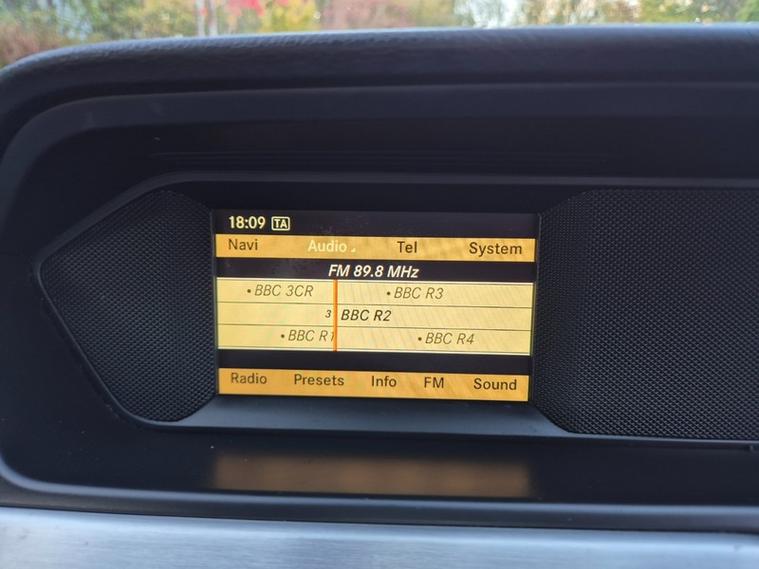 18:09 TA
Navi Audio Tel System
FM 89.8 MHz
•BBC 3CR •BBC R3
3 BBC R2
•BBC R1 •BBC R4
Radio Presets Info FM Sound